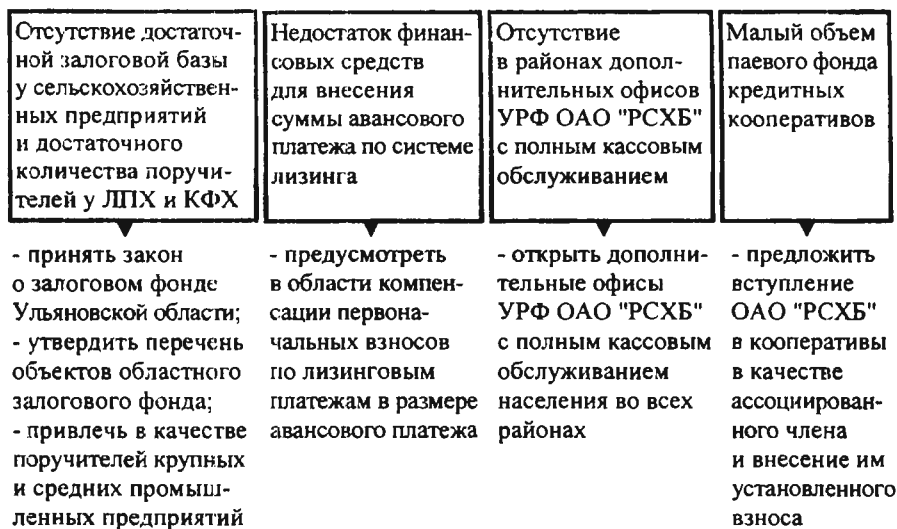 Отсутствие достаточ-
ной залоговой базы
у сельскохозяйствен-
ных предприятий
и достаточного
количества поручи-
телей у ЛПХ и КФХ
Недостаток финан-
совых средств
для внесения
суммы авансового
платежа по системе
лизинга
Отсутствие
в районах допол-
нительных офисов
УРФ ОАО "РСХБ"
с полным кассовым
обслуживанием
Малый объем
паевого фонда
кредитных
кооперативов
- принять закон
о залоговом фонде
Ульяновской области;
- утвердить перечень
объектов областного
залогового фонда;
- привлечь в качестве
поручителей крупных
и средних промыш-
ленных предприятий
- предусмотреть
в области компен-
сации первона-
чальных взносов
по лизинговым
платежам в размере
авансового платежа
- открыть дополни-
тельные офисы
УРФ ОАО "РСХБ"
с полным кассовым
обслуживанием
населения во всех
районах
- предложить
вступление
ОАО "РСХБ"
в кооперативы
в качестве
ассоциирован-
ного члена
и внесение им
установленного
взноса